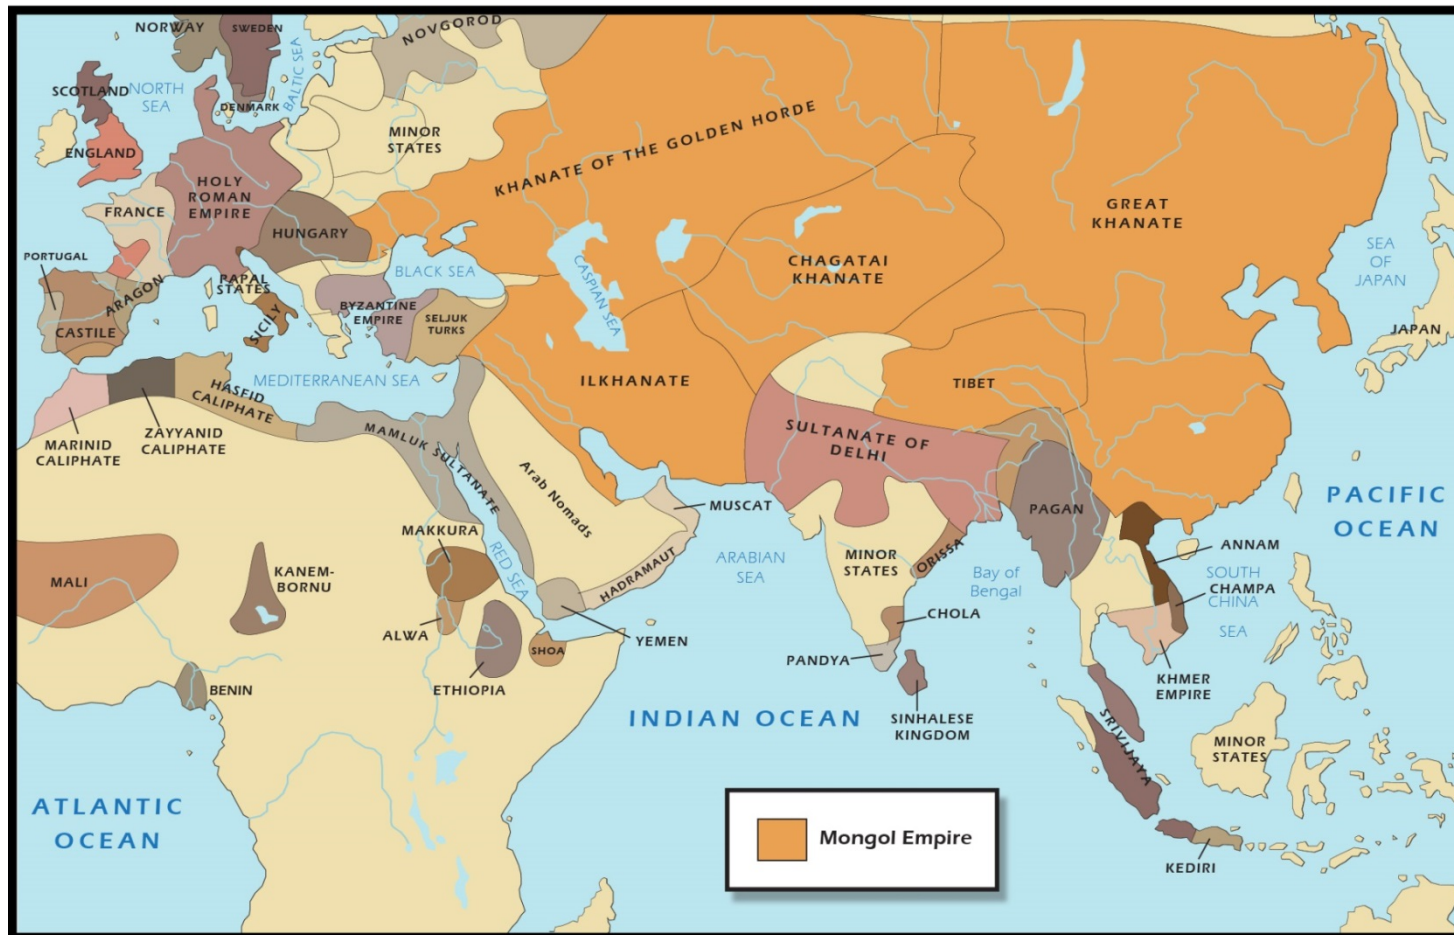 NORWAY
SWEDEN
NOVGOROD
SCOTLAND
NORTH
SEA
BALTIC SEA
DENMARK
MINOR
STATES
ENGLAND
KHANATE OF THE GOLDEN HORDE
HOLY
ROMAN
EMPIRE
FRANCE
GREAT
KHANATE
HUNGARY
PORTUGAL
BLACK SEA
CASPIAN SEA
CHAGATAI
KHANATE
SEA
OF
JAPAN
ARAGON
PAPAL
STATES
BYZANTINE
EMPIRE
SELJUK
TURKS
SICILY
CASTILE
JAPAN
MEDITERRANEAN SEA
ILKHANATE
TIBET
HASFID
CALIPHATE
MARINID
CALIPHATE
ZAYYANID
CALIPHATE
MAMLUK SULTANATE
SULTANATE OF
DELHI
Arab Nomads
MUSCAT
PAGAN
PACIFIC
OCEAN
MAKKURA
RED SEA
ARABIAN
SEA
MINOR
STATES
ORISSA
Bay of
Bengal
ANNAM
SOUTH
CHAMPA
CHINA
SEA
MALI
KANEM-
BORNU
HADRAMAUT
ALWA
SHOA
YEMEN
CHOLA
PANDYA
BENIN
ETHIOPIA
KHMER
EMPIRE
INDIAN OCEAN
SINHALESE
KINGDOM
SRIVIJAYA
MINOR
STATES
ATLANTIC
OCEAN
Mongol Empire
KEDIRI